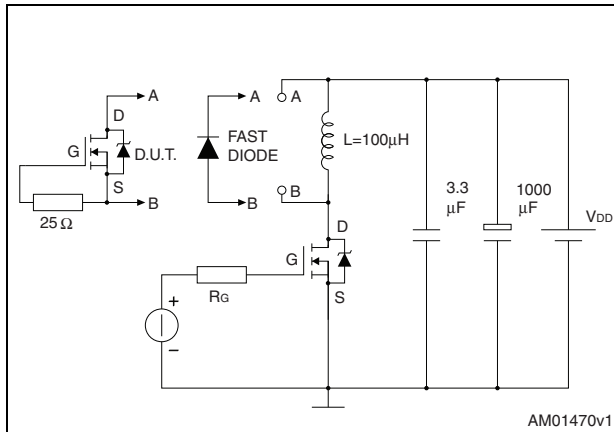 A
D
G
D.U.T.
S
B
25 Ω
A
FAST
DIODE
B
A
B
L=100µH
D
G
S
RG
+
–
3.3
µF
1000
µF
VDD
AM01470v1